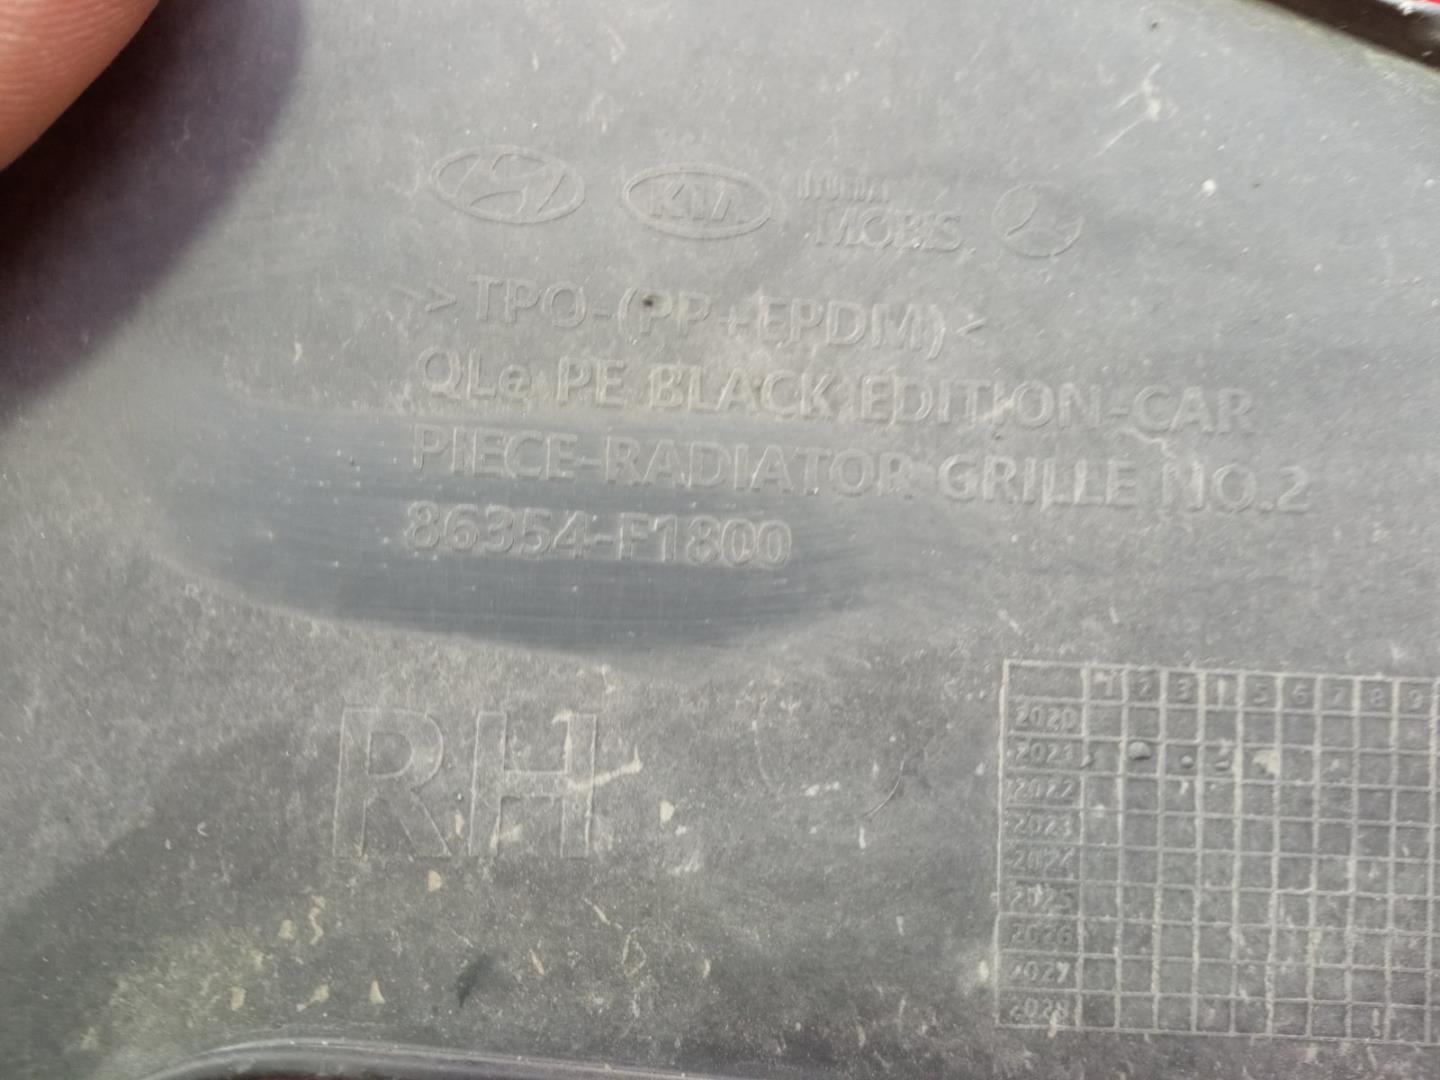 KIA
MOBIS
>TPO-(PP+EPDM)<
QLe PE BLACK EDITION-CAR
PIECE-RADIATOR GRILLE NO.2
86354-F1800
RH
1 2 3 4 5 6 7 8 9
2020
2021
2022
2023
2024
2025
2026
2027
2028